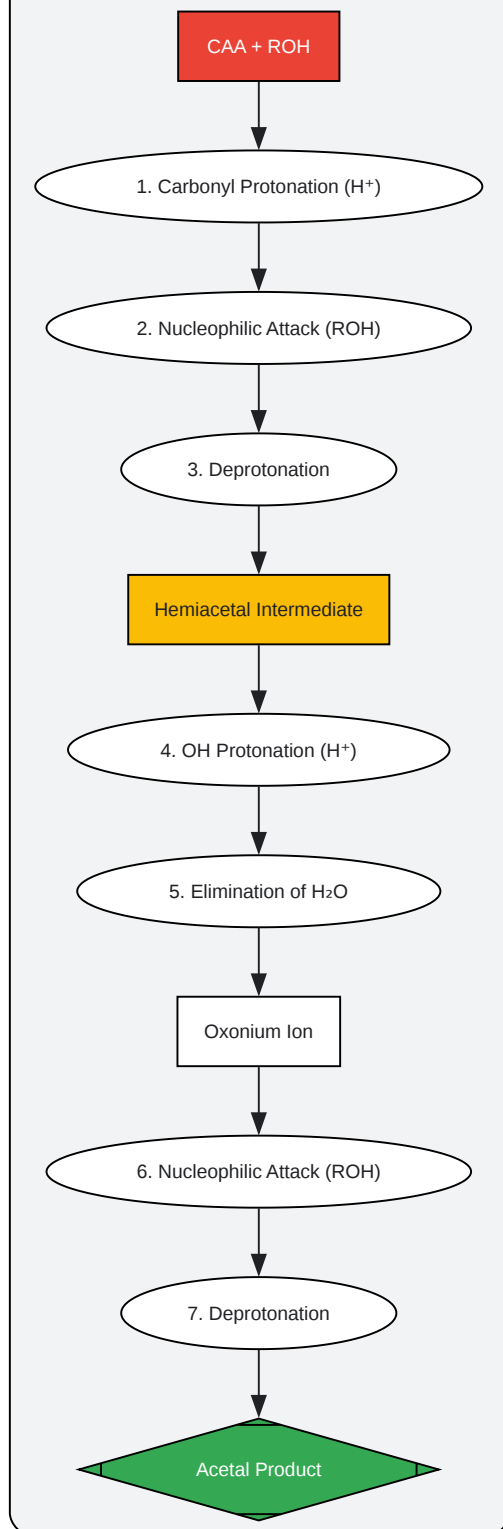 CAA + ROH
1. Carbonyl Protonation (H⁺)
2. Nucleophilic Attack (ROH)
3. Deprotonation
Hemiacetal Intermediate
4. OH Protonation (H⁺)
5. Elimination of H₂O
Oxonium Ion
6. Nucleophilic Attack (ROH)
7. Deprotonation
Acetal Product